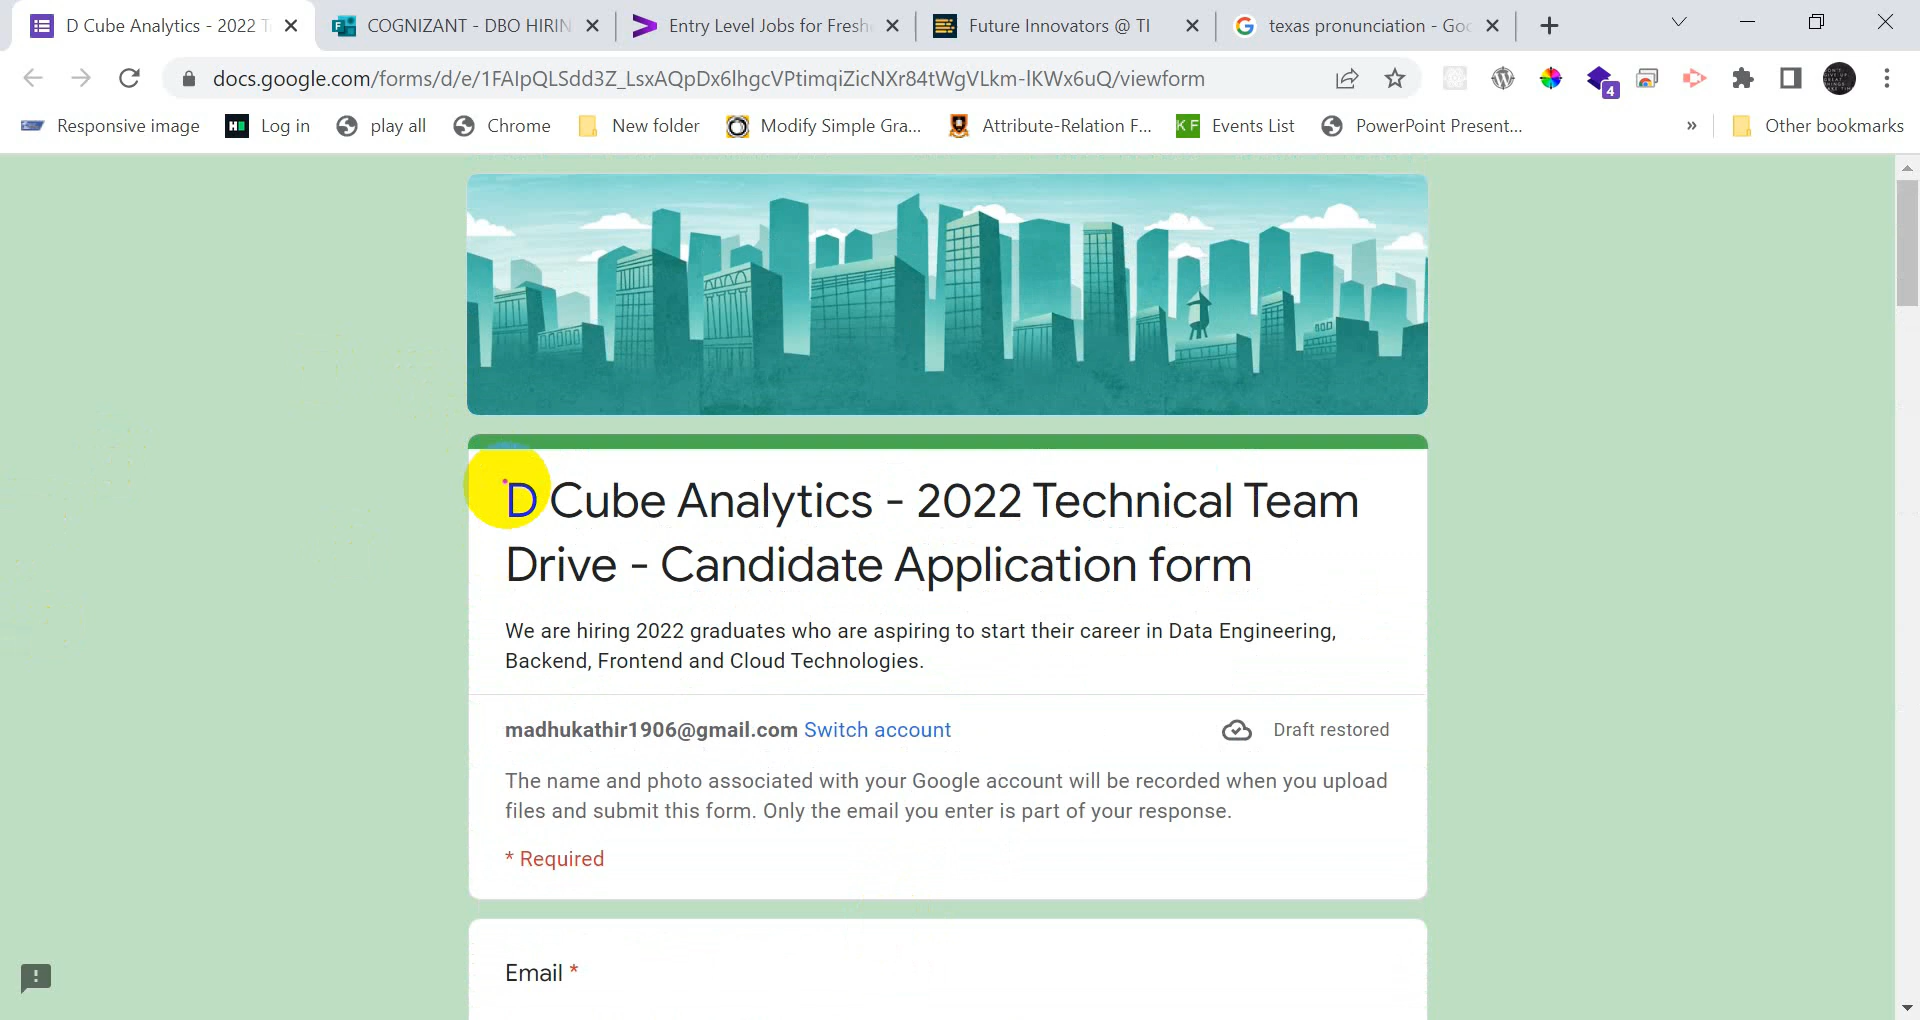 D Cube Analytics - 2022 T
COGNIZANT - DBO HIRIN
Entry Level Jobs for Fresh
Future Innovators @ TI
texas pronunciation - Goo
docs.google.com/forms/d/e/1FAIpQLSdd3Z_LsxAQpDx6lhgcVPtimqiZicNXr84tWgVLkm-lKWx6uQ/viewform
4
Responsive image
Log in
play all
Chrome
New folder
Modify Simple Gra...
Attribute-Relation F...
KF
Events List
PowerPoint Present...
»
Other bookmarks
D Cube Analytics - 2022 Technical Team
Drive - Candidate Application form
We are hiring 2022 graduates who are aspiring to start their career in Data Engineering,
Backend, Frontend and Cloud Technologies.
madhukathir1906@gmail.com Switch account
Draft restored
The name and photo associated with your Google account will be recorded when you upload
files and submit this form. Only the email you enter is part of your response.
* Required
Email *